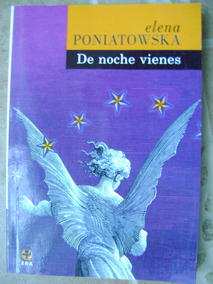 elena
PONIATOWSKA
De noche vienes
ERA